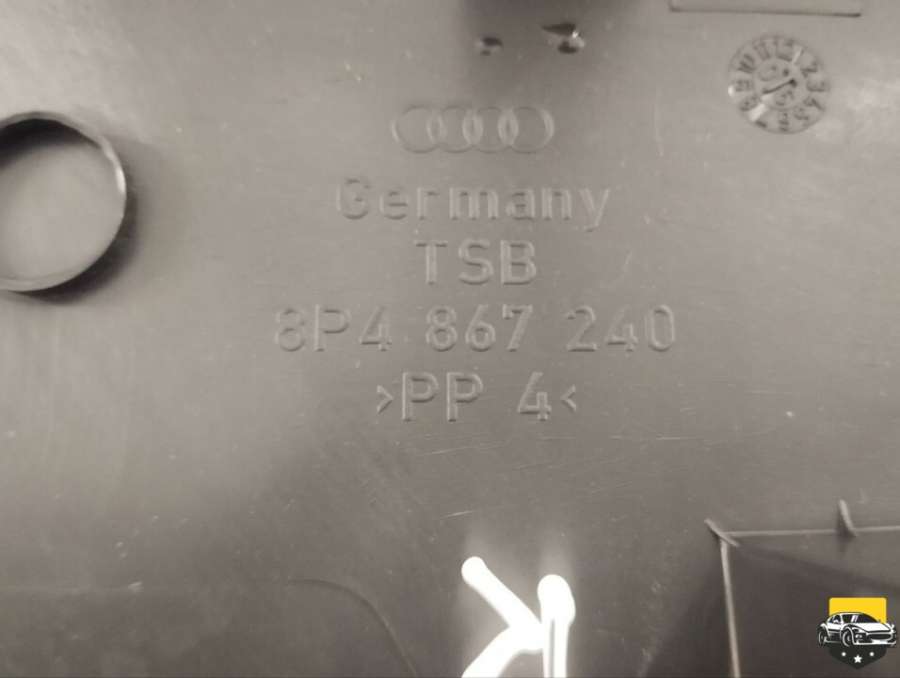 Germany
TSB
8P4 867 240
>PP 4<